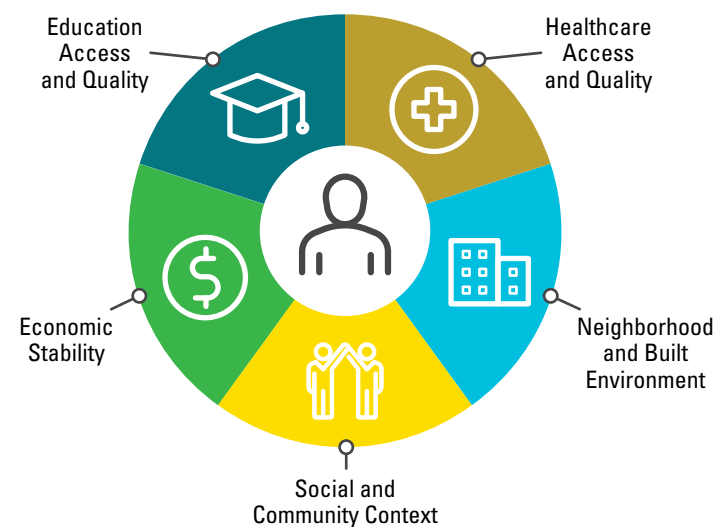 Education
Access
and Quality
Healthcare
Access
and Quality
Economic
Stability
Neighborhood
and Built
Environment
Social and
Community Context